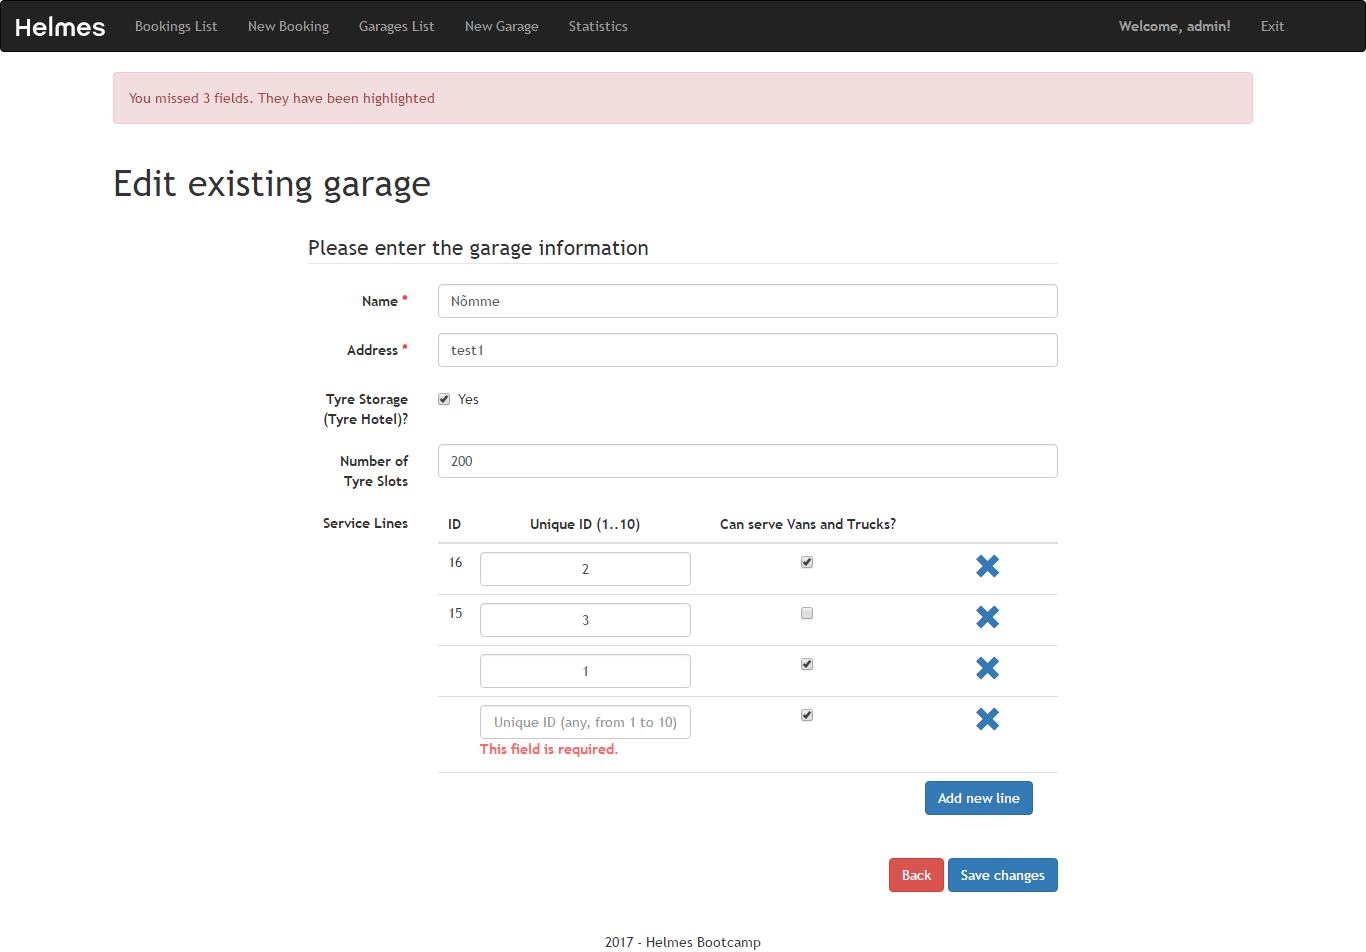 Helmes Bookings List New Booking Garages List New Garage Statistics Welcome, admin! Exit
You missed 3 fields. They have been highlighted
Edit existing garage
Please enter the garage information
Name * Nõmme
Address * test1
Tyre Storage Yes
(Tyre Hotel)?
Number of 200
Tyre Slots
Service Lines ID Unique ID (1..10) Can serve Vans and Trucks?
16 2
15 3
1
Unique ID (any, from 1 to 10)
This field is required.
Add new line
Back Save changes
2017 - Helmes Bootcamp